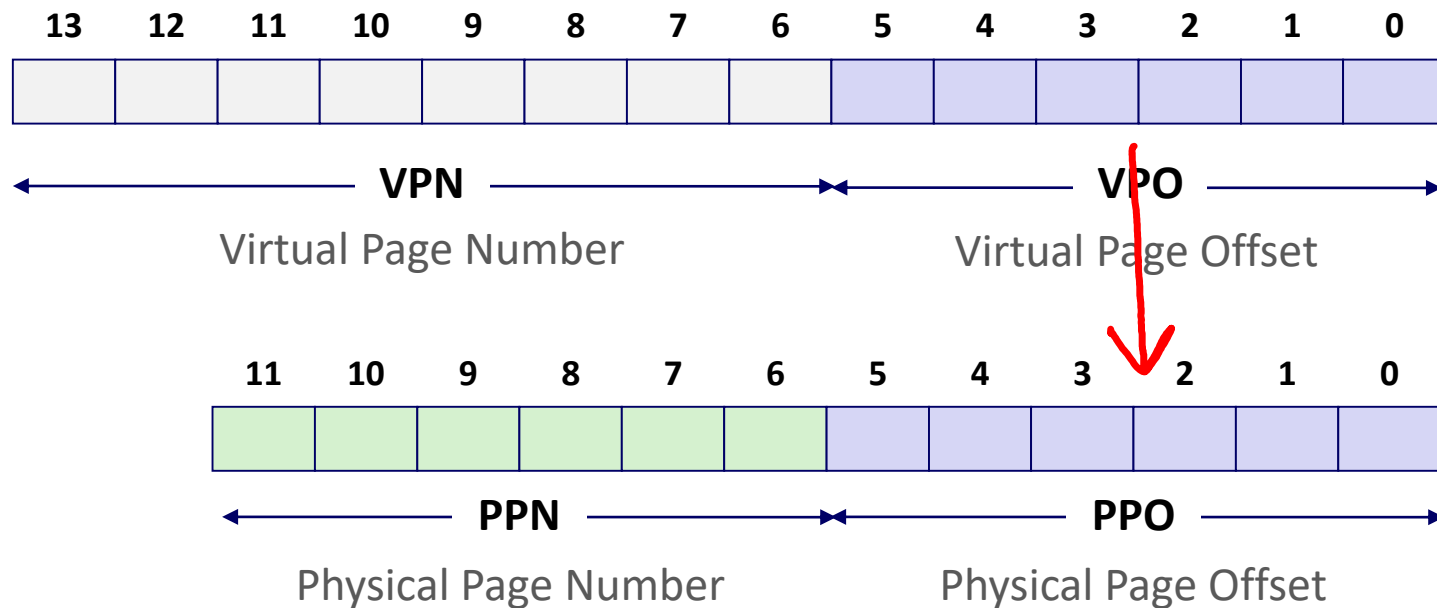 13 12 11 10 9 8 7 6 5 4 3 2 1 0
VPN VPO
Virtual Page Number Virtual Page Offset
11 10 9 8 7 6 5 4 3 2 1 0
PPN PPO
Physical Page Number Physical Page Offset